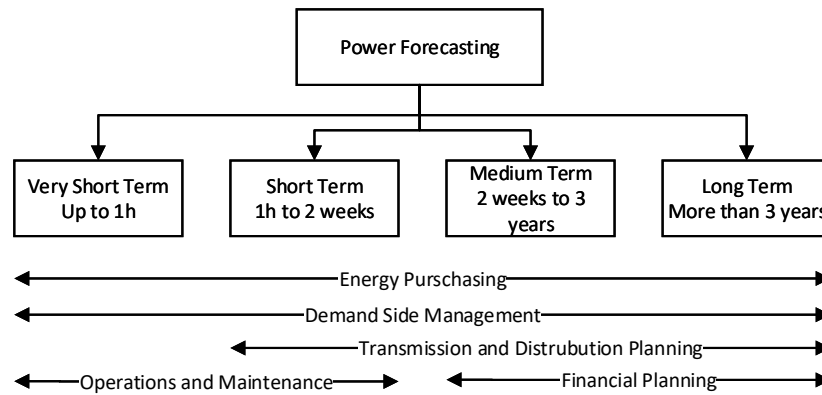 Power Forecasting
Very Short Term
Up to 1h
Short Term
1h to 2 weeks
Medium Term
2 weeks to 3
years
Long Term
More than 3 years
Energy Purschasing
Demand Side Management
Transmission and Distrubution Planning
Operations and Maintenance
Financial Planning